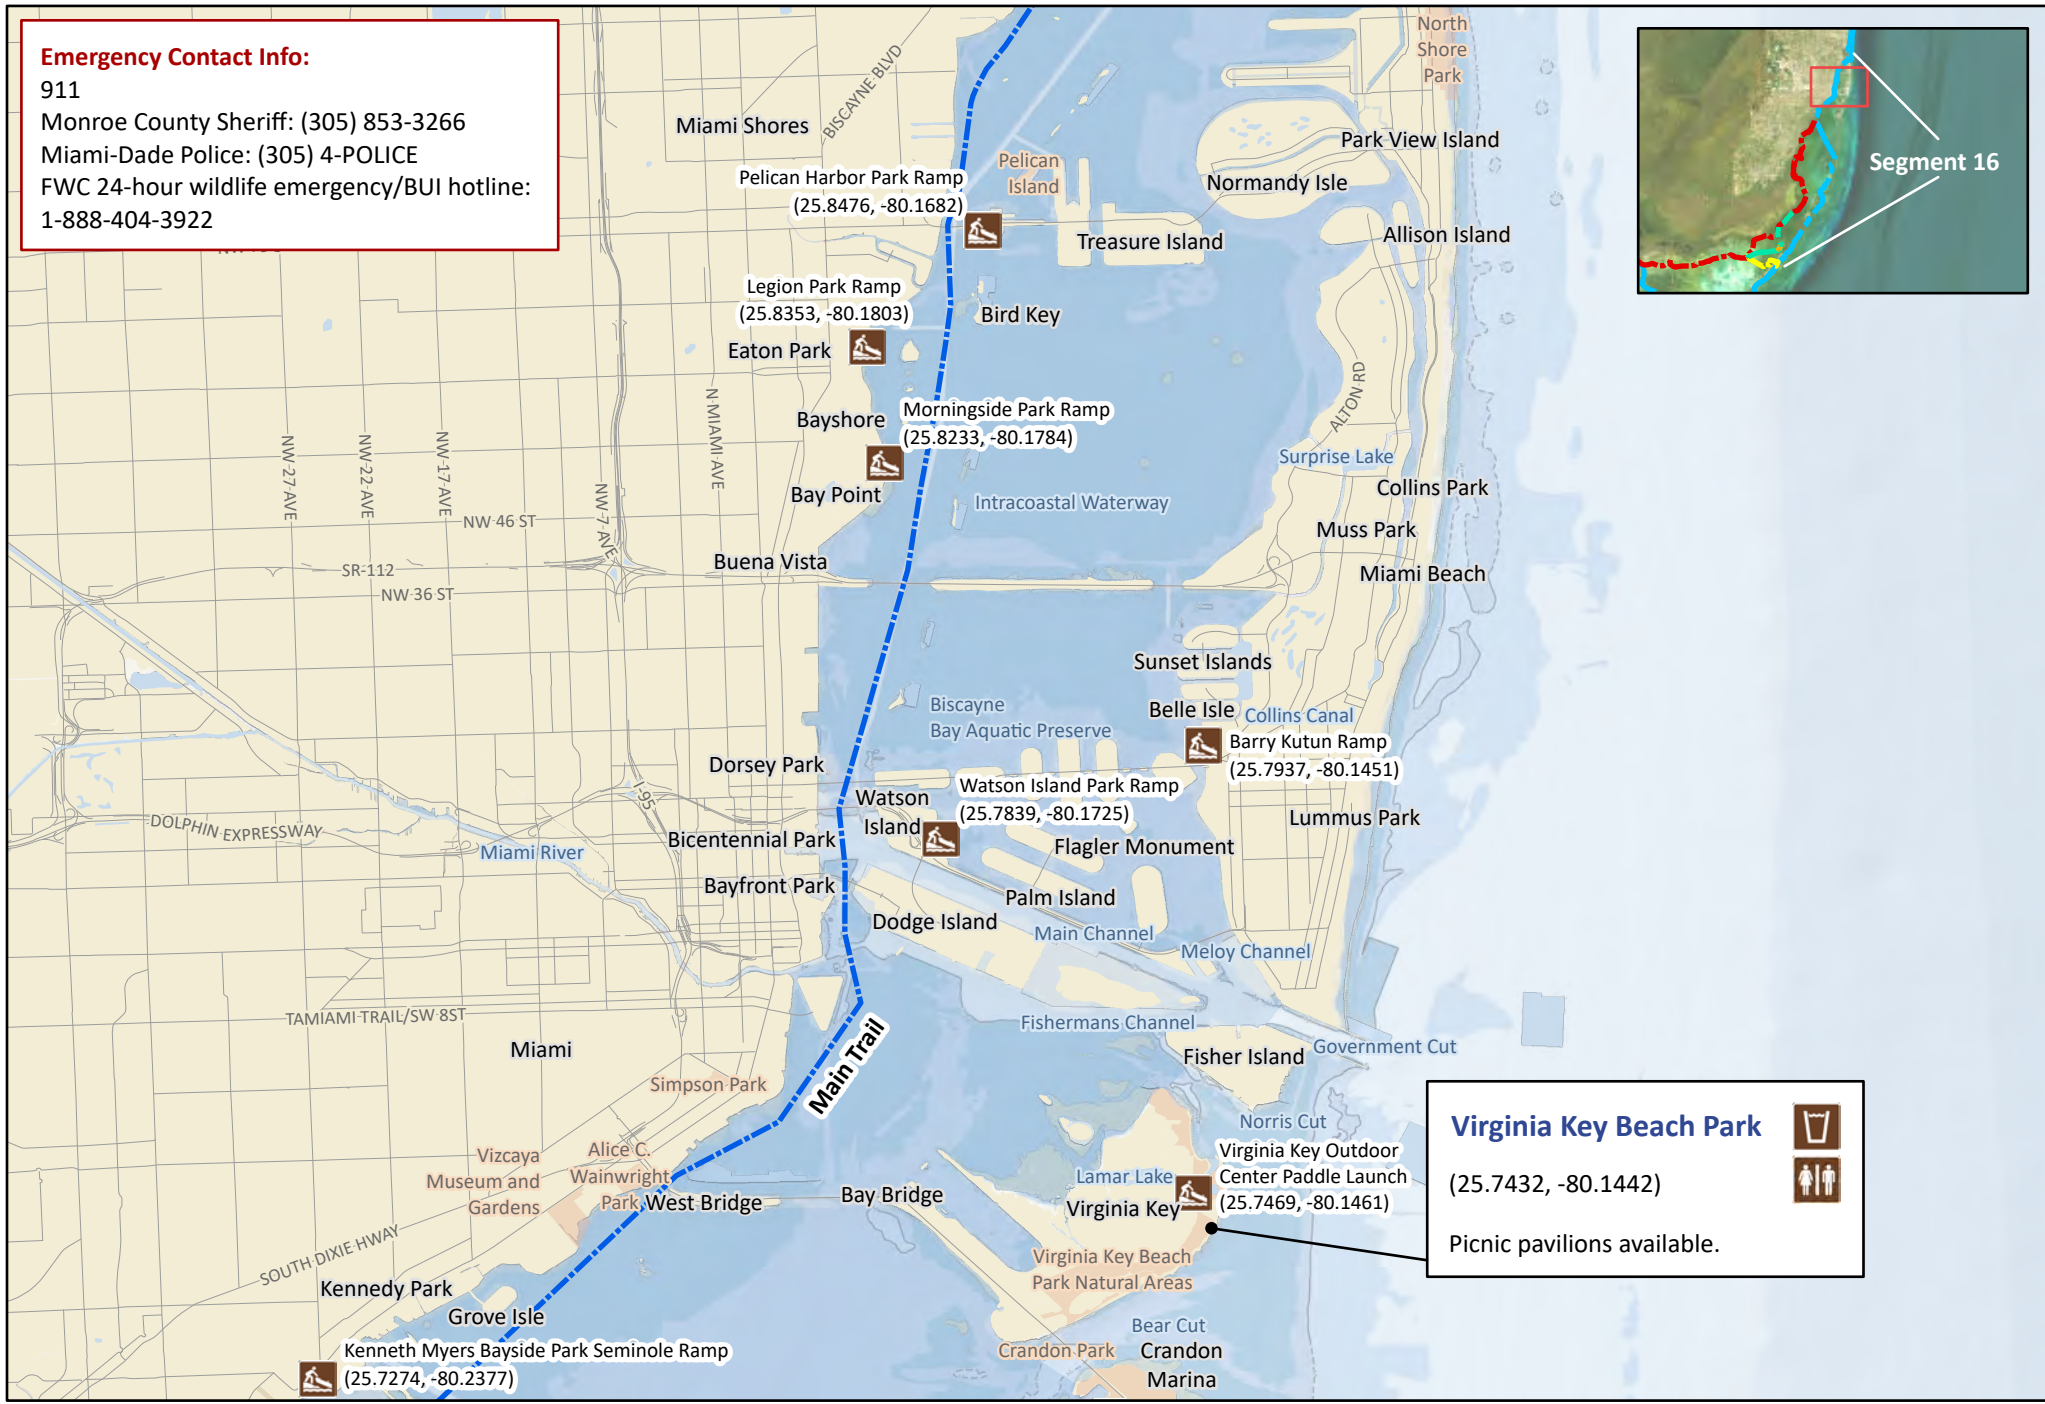 Emergency Contact Info:
911
Monroe County Sheriff: (305) 853-3266
Miami-Dade Police: (305) 4-POLICE
FWC 24-hour wildlife emergency/BUI hotline:
1-888-404-3922
North
Shore
Park
Segment 16
BISCAYNE BLVD
Miami Shores
Park View Island
Pelican
Island
Pelican Harbor Park Ramp
(25.8476, -80.1682)
Normandy Isle
Treasure Island
Allison Island
Legion Park Ramp
(25.8353, -80.1803)
Bird Key
Eaton Park
ALTON RD
N MIAMI AVE
Bayshore
Morningside Park Ramp
(25.8233, -80.1784)
Surprise Lake
NW 27 AVE
NW 22 AVE
NW 17 AVE
NW 7 AVE
Bay Point
Collins Park
Intracoastal Waterway
NW 46 ST
Muss Park
Buena Vista
SR-112
Miami Beach
NW 36 ST
Sunset Islands
Biscayne
Bay Aquatic Preserve
Belle Isle
Collins Canal
Barry Kutun Ramp
(25.7937, -80.1451)
Dorsey Park
Watson
Island
Watson Island Park Ramp
(25.7839, -80.1725)
I-95
Lummus Park
DOLPHIN EXPRESSWAY
Bicentennial Park
Flagler Monument
Miami River
Bayfront Park
Palm Island
Dodge Island
Main Channel
Meloy Channel
TAMIAMI TRAIL/SW 8ST
Fishermans Channel
Miami
Main Trail
Fisher Island
Government Cut
Simpson Park
Norris Cut
Virginia Key Beach Park
(25.7432, -80.1442)
Picnic pavilions available.
Vizcaya
Museum and
Gardens
Alice C.
Wainwright
Park
West Bridge
Bay Bridge
Lamar Lake
Virginia Key
Virginia Key Outdoor
Center Paddle Launch
(25.7469, -80.1461)
SOUTH DIXIE HWAY
Virginia Key Beach
Park Natural Areas
Kennedy Park
Grove Isle
Bear Cut
Kenneth Myers Bayside Park Seminole Ramp
(25.7274, -80.2377)
Crandon Park
Crandon
Marina